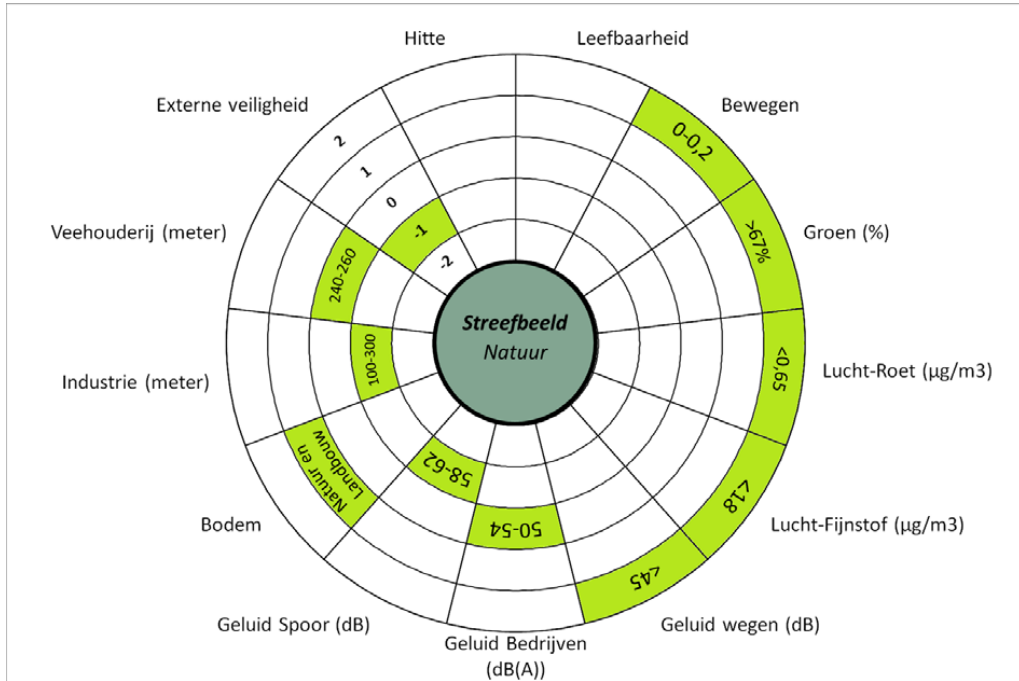 Hitte
Leefbaarheid
Externe veiligheid
Bewegen
2
1
0
-1
-2
0-0,2
Veehouderij (meter)
240-260
>67%
Groen (%)
Streefbeeld
Natuur
Industrie (meter)
100-300
<0,65
Lucht-Roet (µg/m3)
Natuur en
Landbouw
58-62
50-54
<45
<18
Bodem
Lucht-Fijnstof (µg/m3)
Geluid Spoor (dB)
Geluid Bedrijven
(dB(A))
Geluid wegen (dB)